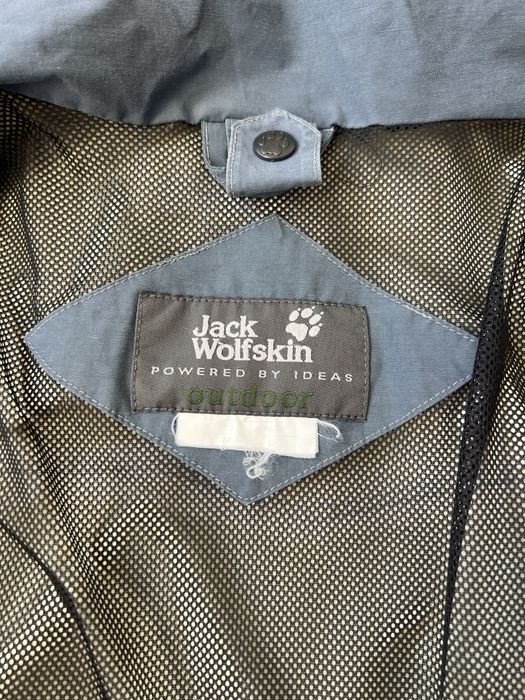 Jack
Wolfskin
POWERED BY IDEAS
outdoor